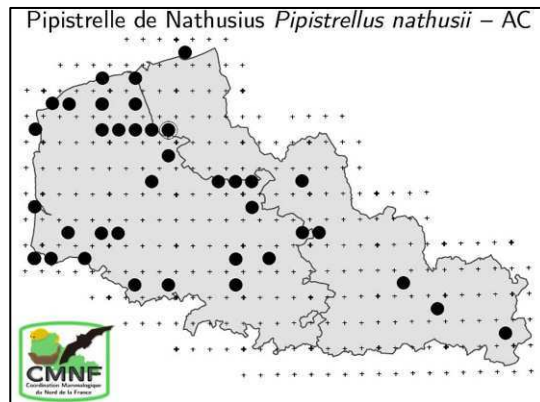 Pipistrelle de Nathusius Pipistrellus nathusii – AC
CMNF
Coordination Mammalogique
du Nord de la France